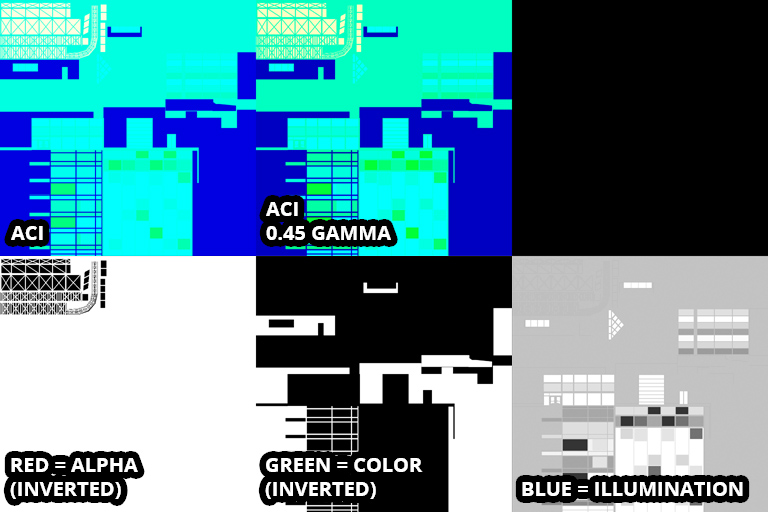 ACI
ACI
0.45 GAMMA
RED = ALPHA
(INVERTED)
GREEN = COLOR
(INVERTED)
BLUE = ILLUMINATION